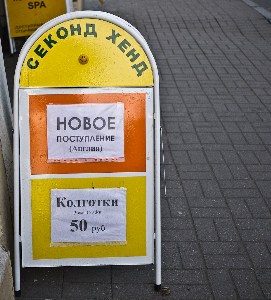 SPA
СЕКОНД ХЕНД
НОВОЕ
ПОСТУПЛЕНИЕ
(Англия)
Колготки
50 руб